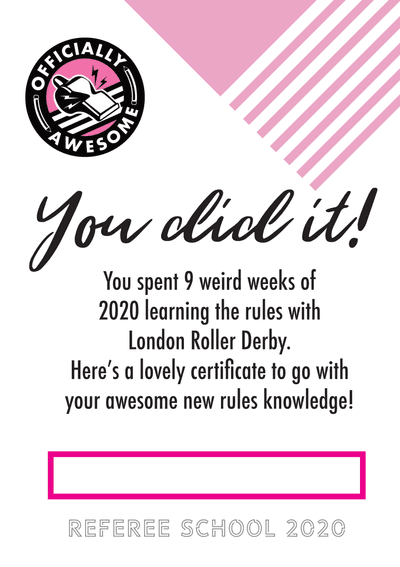 OFFICIALLY
AWESOME
You did it!
You spent 9 weird weeks of
2020 learning the rules with
London Roller Derby.
Here's a lovely certificate to go with
your awesome new rules knowledge!
REFEREE SCHOOL 2020